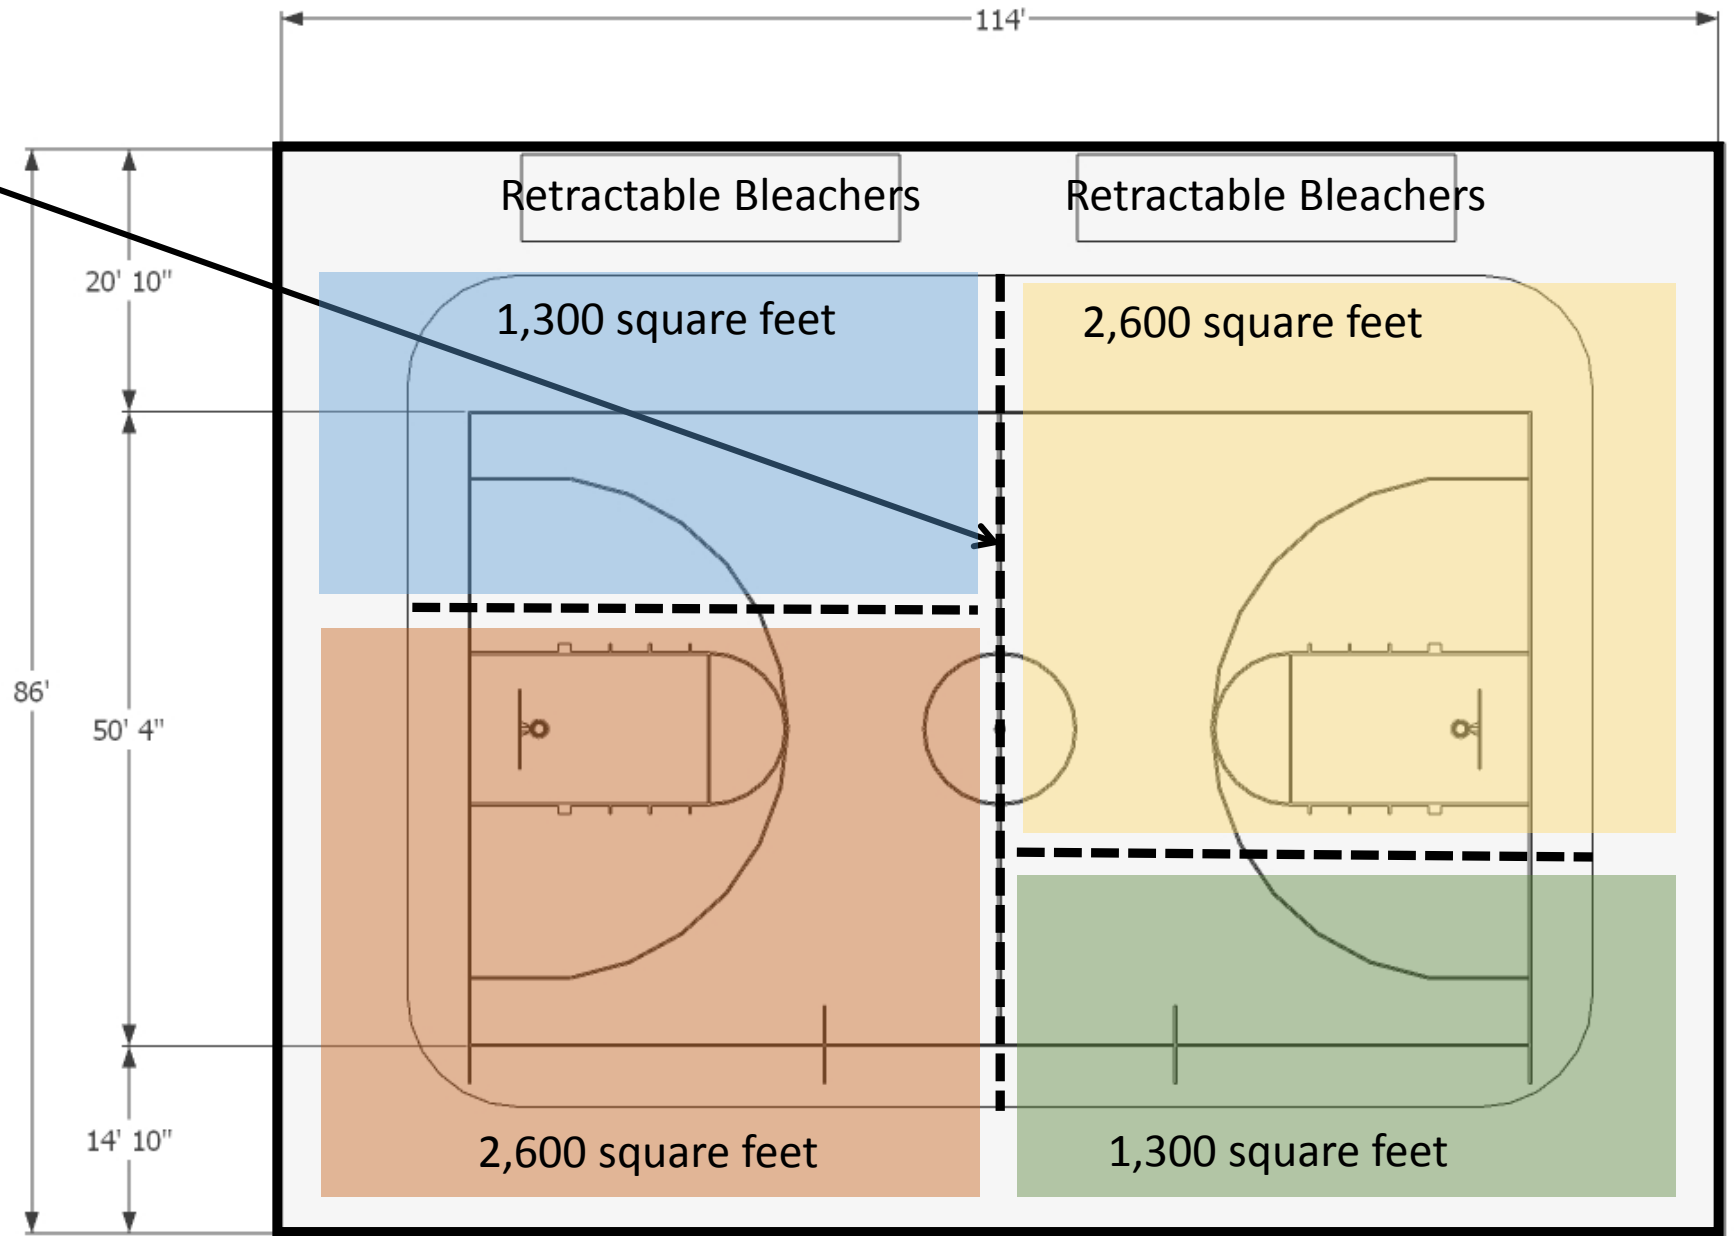 114'
Retractable Bleachers
Retractable Bleachers
20' 10"
1,300 square feet
2,600 square feet
86'
50' 4"
14' 10"
2,600 square feet
1,300 square feet